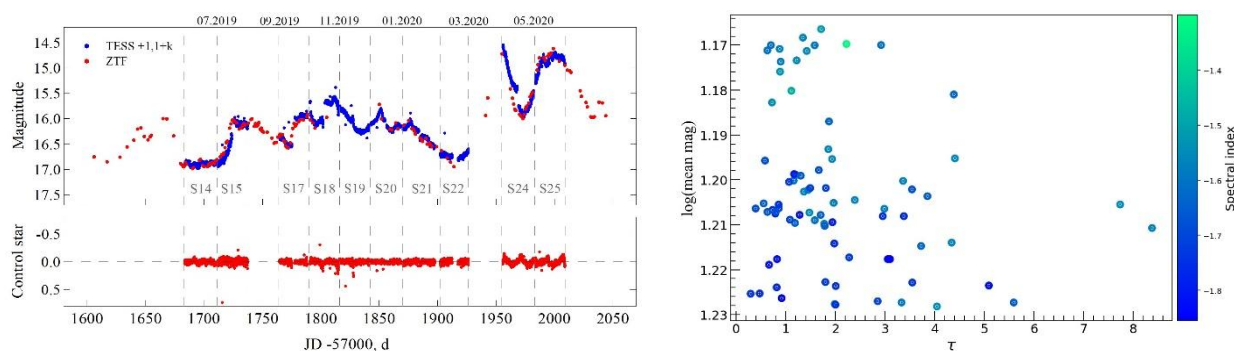 07.2019 09.2019 11.2019 01.2020 03.2020 05.2020
TESS +1,1+k
ZTF
14.5
15.0
15.5
16.0
16.5
17.0
Magnitude
S14 S15 S17 S18 S19 S20 S21 S22 S24 S25
-0.5
0.0
0.5
Control star
1600 1650 1700 1750 1800 1850 1900 1950 2000 2050
JD -57000, d
1.17
1.18
1.19
1.20
1.21
1.22
1.23
log(mean mag)
0 1 2 3 4 5 6 7 8
τ
−1.4
−1.5
−1.6
−1.7
−1.8
Spectral index